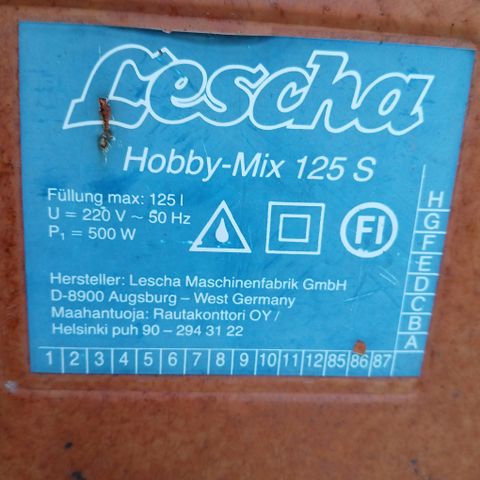 Lescha
Hobby-Mix 125 S
Füllung max: 125 l
U = 220 V ~ 50 Hz
P₁ = 500 W
FI
Hersteller: Lescha Maschinenfabrik GmbH
D-8900 Augsburg – West Germany
Maahantuoja: Rautakonttori OY /
Helsinki puh 90 – 294 31 22
H
G
F
E
D
C
B
A
1 2 3 4 5 6 7 8 9 10 11 12 85 86 87